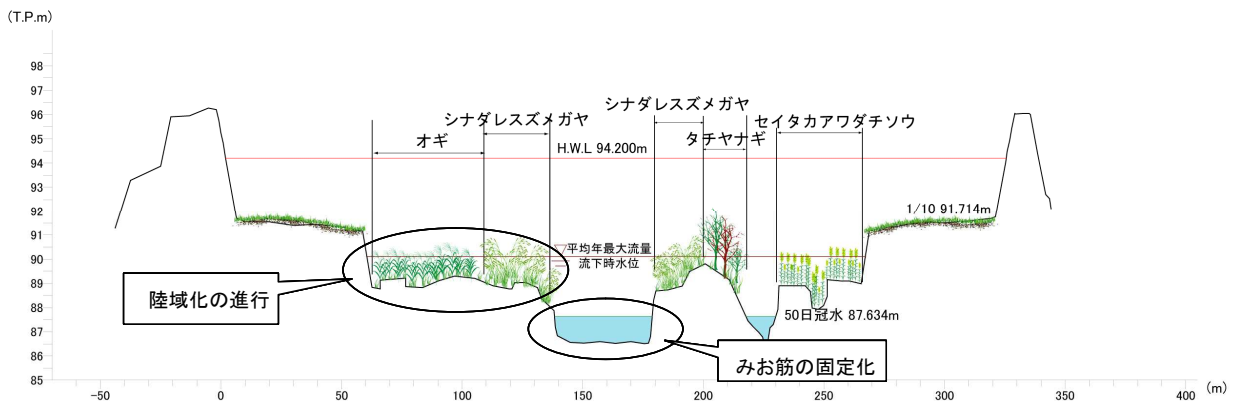 (T.P.m)
98
97
96
95
94
93
92
91
90
89
88
87
86
85
シナダレスズメガヤ
シナダレスズメガヤ
オギ
タチヤナギ
セイタカアワダチソウ
H.W.L 94.200m
1/10 91.714m
平均年最大流量
流下時水位
陸域化の進行
50日冠水 87.634m
みお筋の固定化
-50
0
50
100
150
200
250
300
350
400
(m)